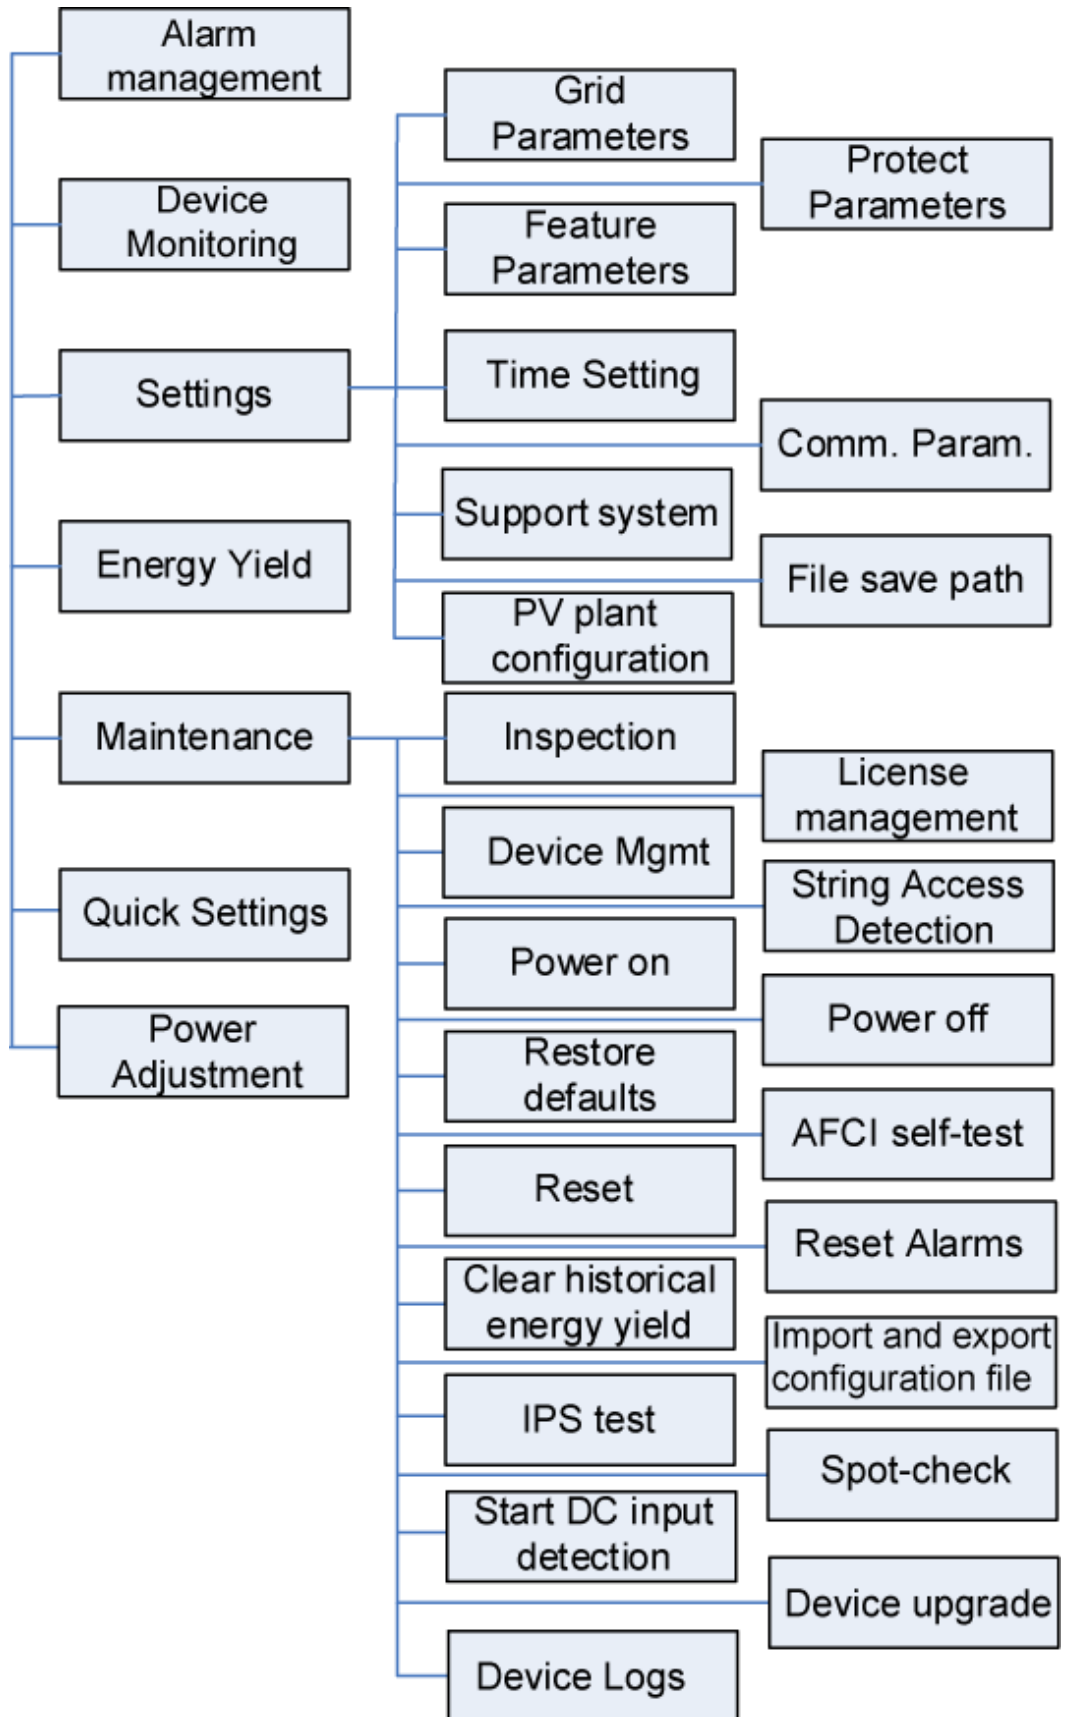 Alarm
management
Device
Monitoring
Settings
Energy Yield
Maintenance
Quick Settings
Power
Adjustment
Grid
Parameters
Protect
Parameters
Feature
Parameters
Time Setting
Comm. Param.
Support system
File save path
PV plant
configuration
Inspection
License
management
Device Mgmt
String Access
Detection
Power on
Power off
Restore
defaults
AFCI self-test
Reset
Reset Alarms
Clear historical
energy yield
Import and export
configuration file
IPS test
Spot-check
Start DC input
detection
Device upgrade
Device Logs